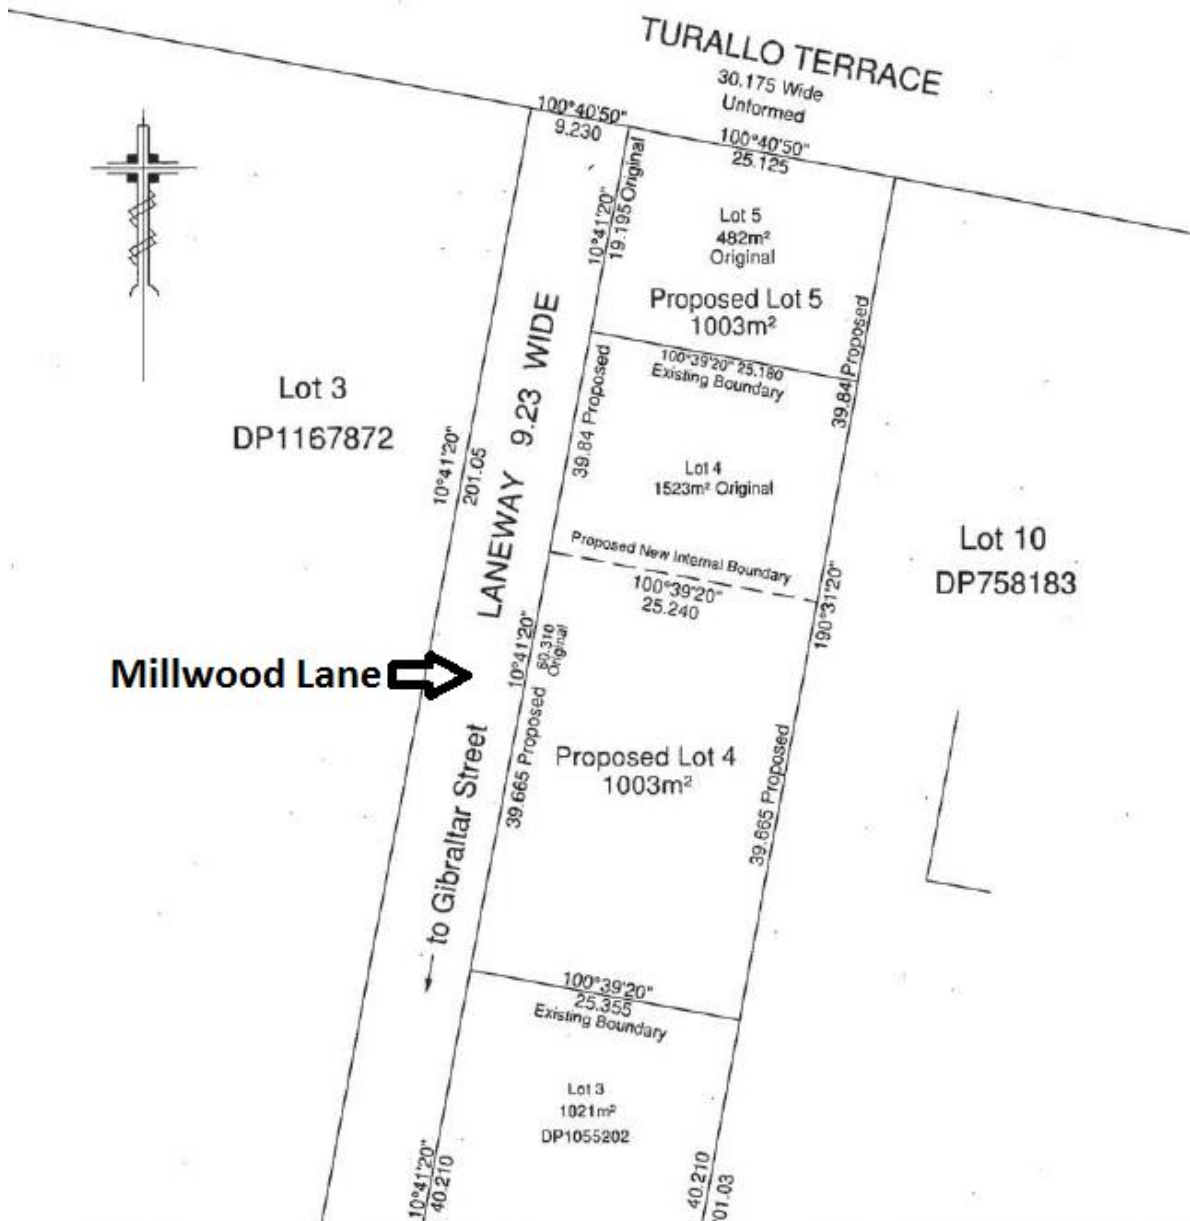 TURALLO TERRACE
30.175 Wide
Unformed
100°40'50"
9.230
100°40'50"
25.125
10°41'20"
19.195 Original
Lot 5
482m²
Original
Proposed Lot 5
1003m²
39.84 Proposed
100°39'20" 25.180
Existing Boundary
39.84 Proposed
Lot 3
DP1167872
10°41'20"
201.05
LANEWAY 9.23 WIDE
Lot 4
1523m² Original
Lot 10
DP758183
Proposed New Internal Boundary
100°39'20"
25.240
190°31'20"
10°41'20"
60.310
Original
Millwood Lane
39.665 Proposed
Proposed Lot 4
1003m²
39.665 Proposed
to Gibraltar Street
100°39'20"
25.355
Existing Boundary
Lot 3
1021m²
DP1055202
10°41'20"
40.210
40.210
01.03